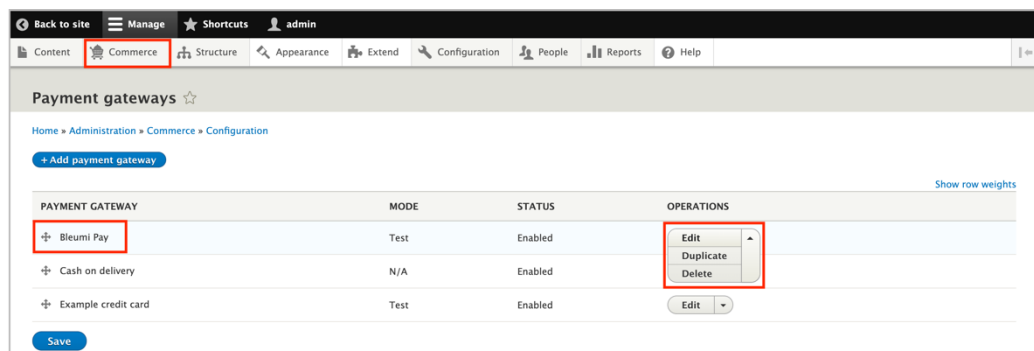 Back to site Manage Shortcuts admin
Content Commerce Structure Appearance Extend Configuration People Reports Help
Payment gateways
Home » Administration » Commerce » Configuration
+ Add payment gateway
Show row weights
PAYMENT GATEWAY MODE STATUS OPERATIONS
Bleumi Pay Test Enabled Edit
Duplicate
Cash on delivery N/A Enabled Delete
Example credit card Test Enabled Edit
Save